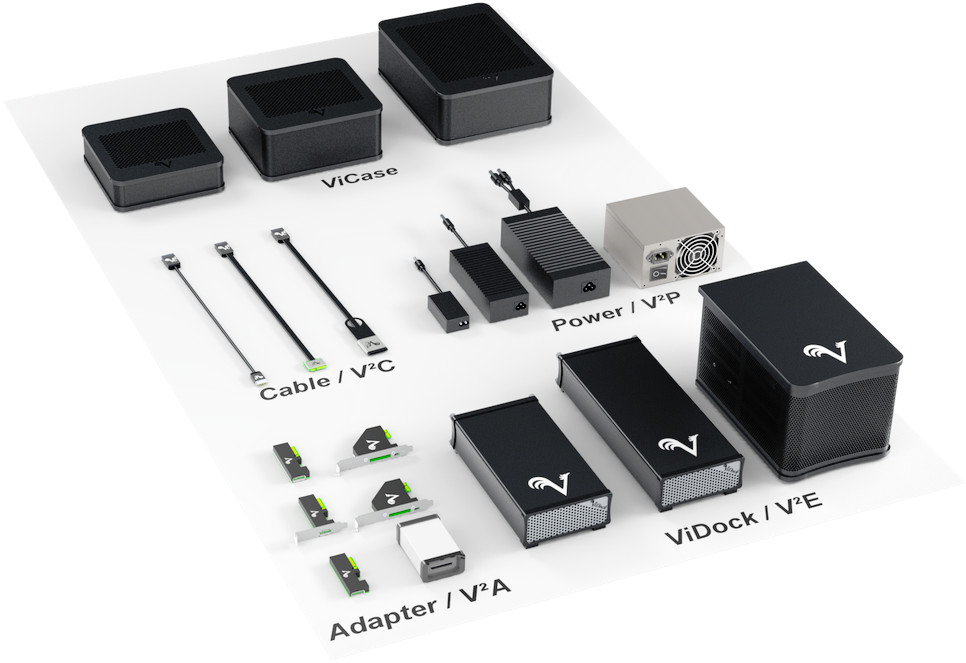 ViCase
Power / V²P
Cable / V²C
ViDock / V²E
Adapter / V²A